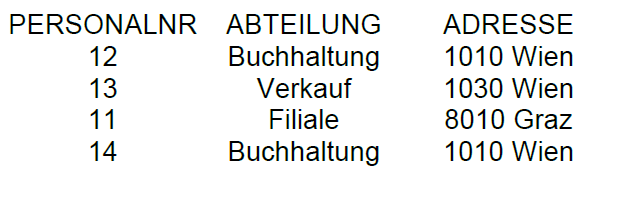 PERSONALNR ABTEILUNG ADRESSE
12 Buchhaltung 1010 Wien
13 Verkauf 1030 Wien
11 Filiale 8010 Graz
14 Buchhaltung 1010 Wien